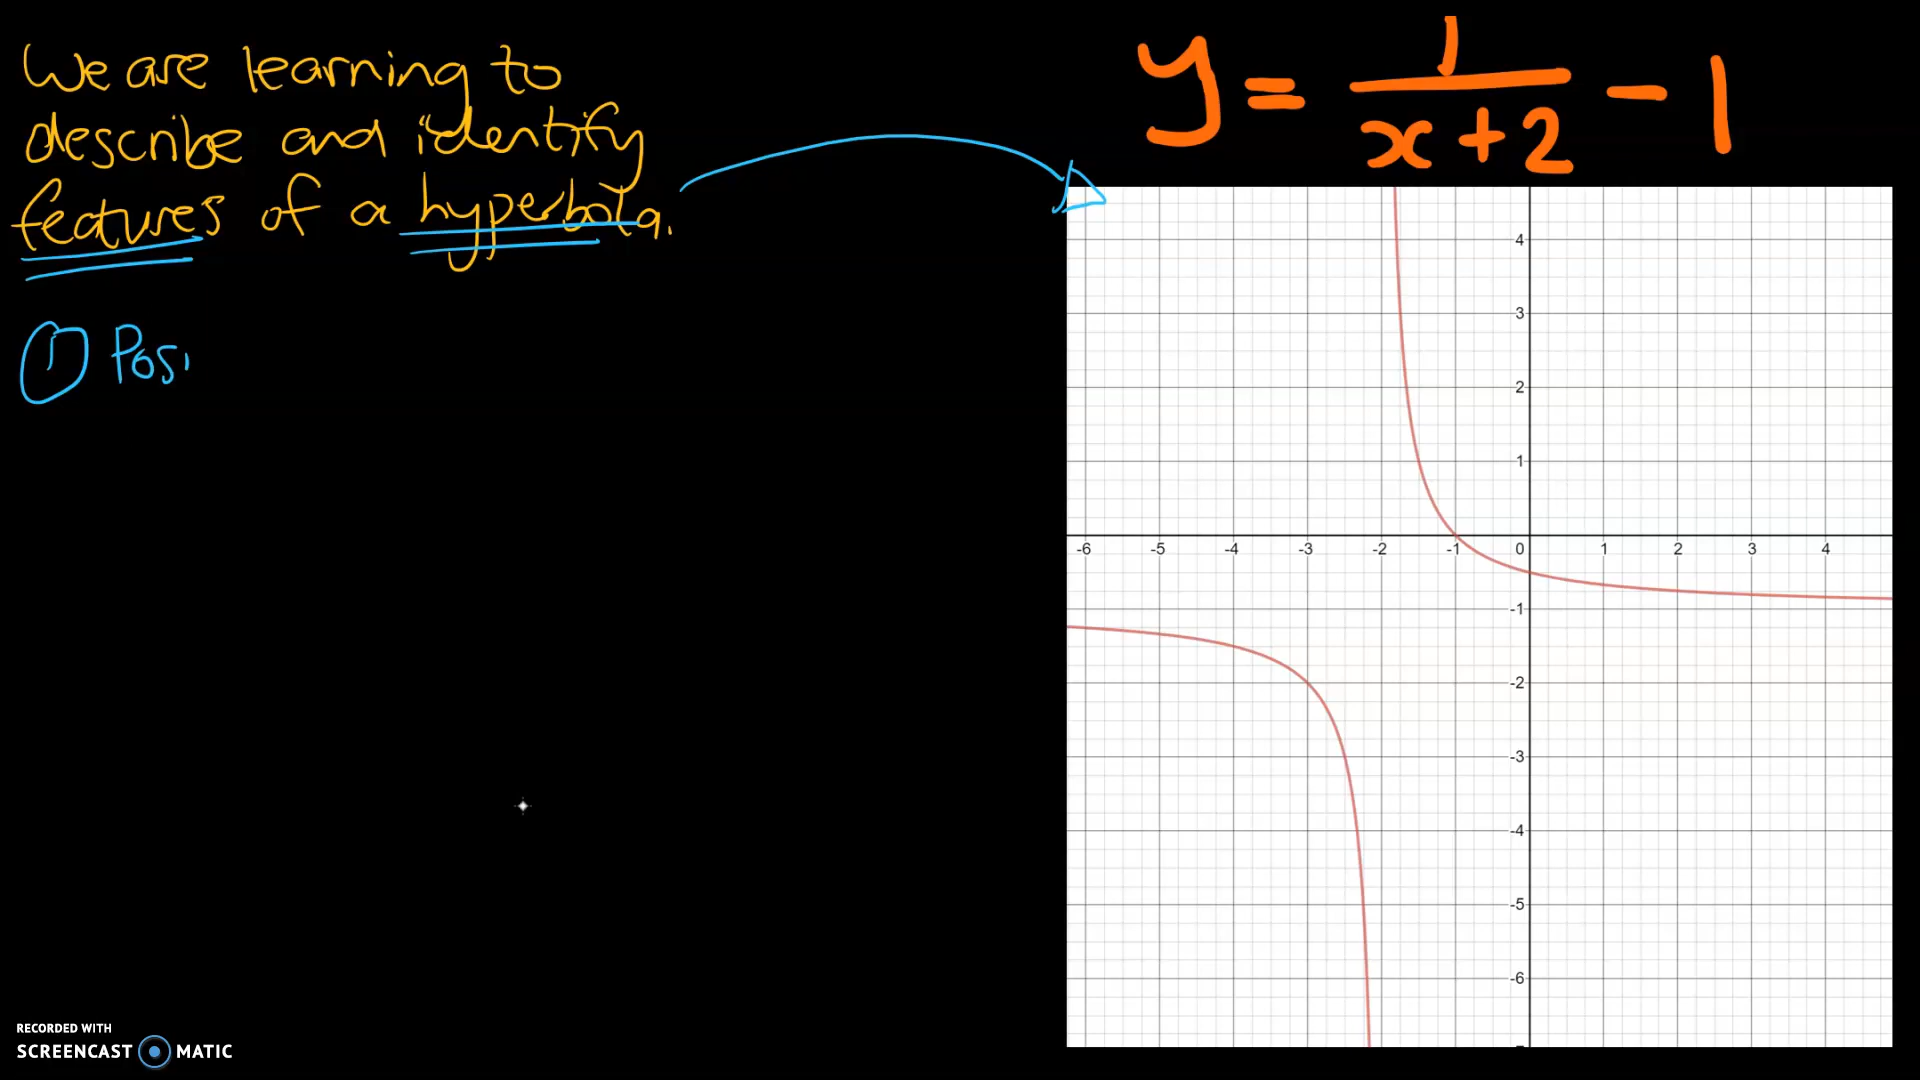 We are learning to
describe and identify
features of a hyperbola.
① Posi
y = 1/(x+2) - 1
4
3
2
1
-6 -5 -4 -3 -2 -1 0 1 2 3 4
-1
-2
-3
-4
-5
-6
RECORDED WITH
SCREENCAST MATIC